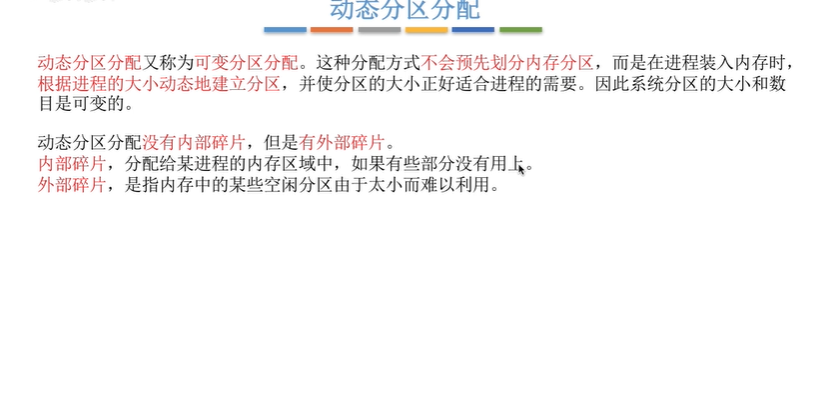 动态分区分配
动态分区分配又称为可变分区分配。这种分配方式不会预先划分内存分区，而是在进程装入内存时，
根据进程的大小动态地建立分区，并使分区的大小正好适合进程的需要。因此系统分区的大小和数
目是可变的。
动态分区分配没有内部碎片，但是有外部碎片。
内部碎片，分配给某进程的内存区域中，如果有些部分没有用上。
外部碎片，是指内存中的某些空闲分区由于太小而难以利用。